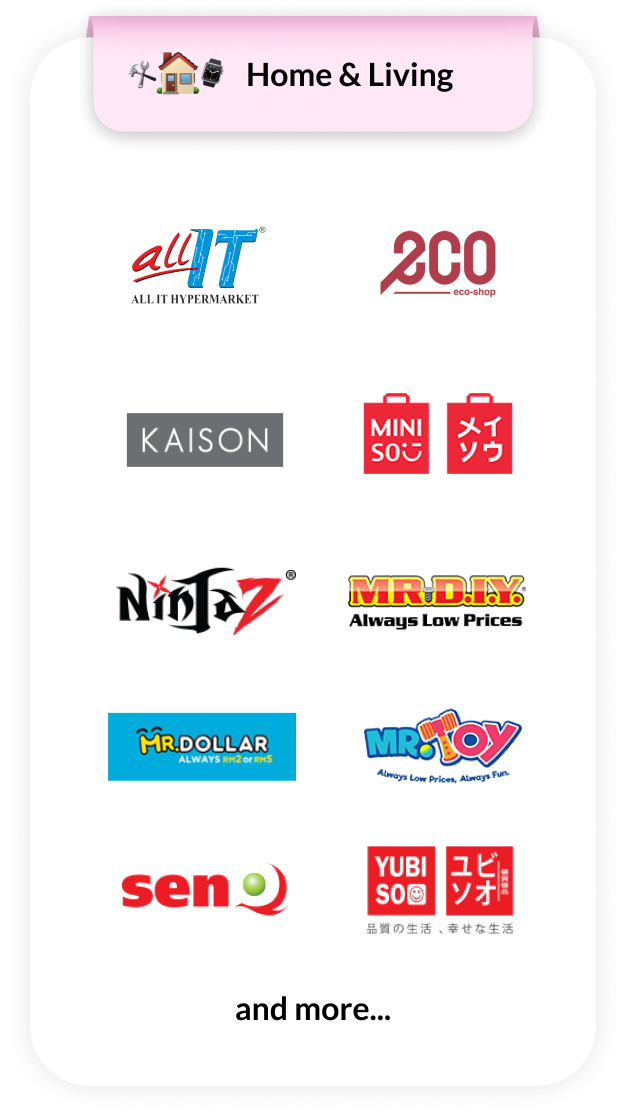 Home & Living
all IT®
ALL IT HYPERMARKET
eco
eco-shop
KAISON
MINI
SO
メイ
ソウ
NinTaZ®
MR.D.I.Y.®
Always Low Prices
MR.DOLLAR
ALWAYS RM2 or RM5
MR.TOY
Always Low Prices, Always Fun.
senQ
YUBI
SO
ユビ
ソオ
品質の生活、幸せな生活
and more...